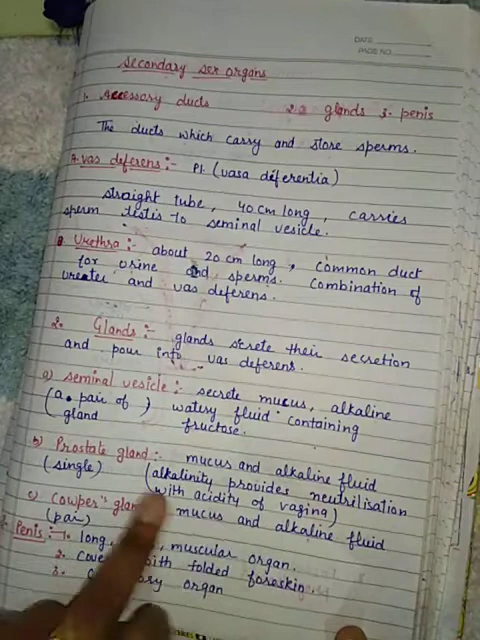 DATE
PAGE NO.
Secondary sex organs
1. Accessory ducts 2. glands 3. penis
The ducts which carry and store sperms.
A. vas deferens :- Pl. (vasa deferentia)
straight tube, 40 cm long, carries
sperm testis to seminal vesicle.
B. Urethra :- about 20 cm long, common duct
for urine and sperms. Combination of
ureter and vas deferens.
2. Glands :- glands screte their secretion
and pour into vas deferens.
a) seminal vesicle :- secrete mucus, alkaline
(a pair of) watery fluid containing
gland fructose.
b) Prostate gland :- mucus and alkaline fluid
(single) (alkalinity provides neutrilisation
with acidity of vagina)
c) Cowper's gland
(pair) mucus and alkaline fluid
Penis :- 1. long, muscular organ.
2. cove with folded foreskin.
3. ory organ